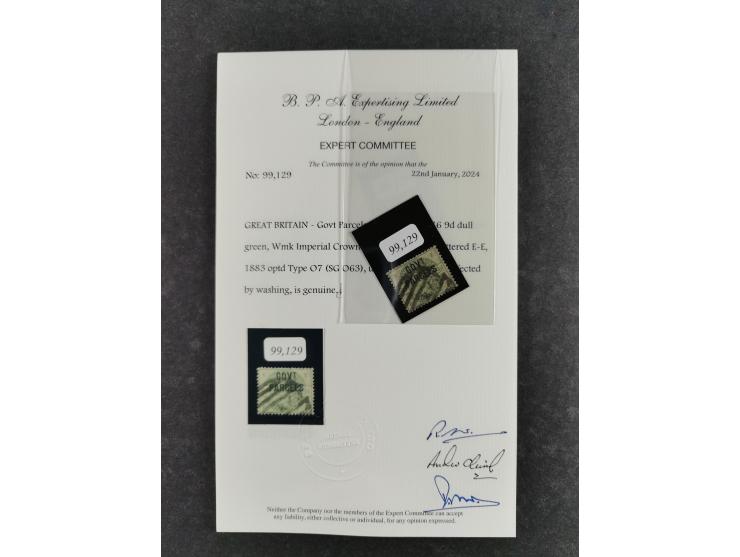 B. P. A. Expertising Limited
London - England
EXPERT COMMITTEE
The Committee is of the opinion that the
No: 99,129 22nd January, 2024
GREAT BRITAIN - Govt Parcels 6 9d dull
green, Wmk Imperial Crown lettered E-E,
1883 optd Type O7 (SG O63),
by washing, is genuine.
99,129
GOVT
PARCELS
99,129
GOVT
PARCELS
Neither the Company nor the members of the Expert Committee can accept
any liability, either collective or individual, for any opinion expressed.